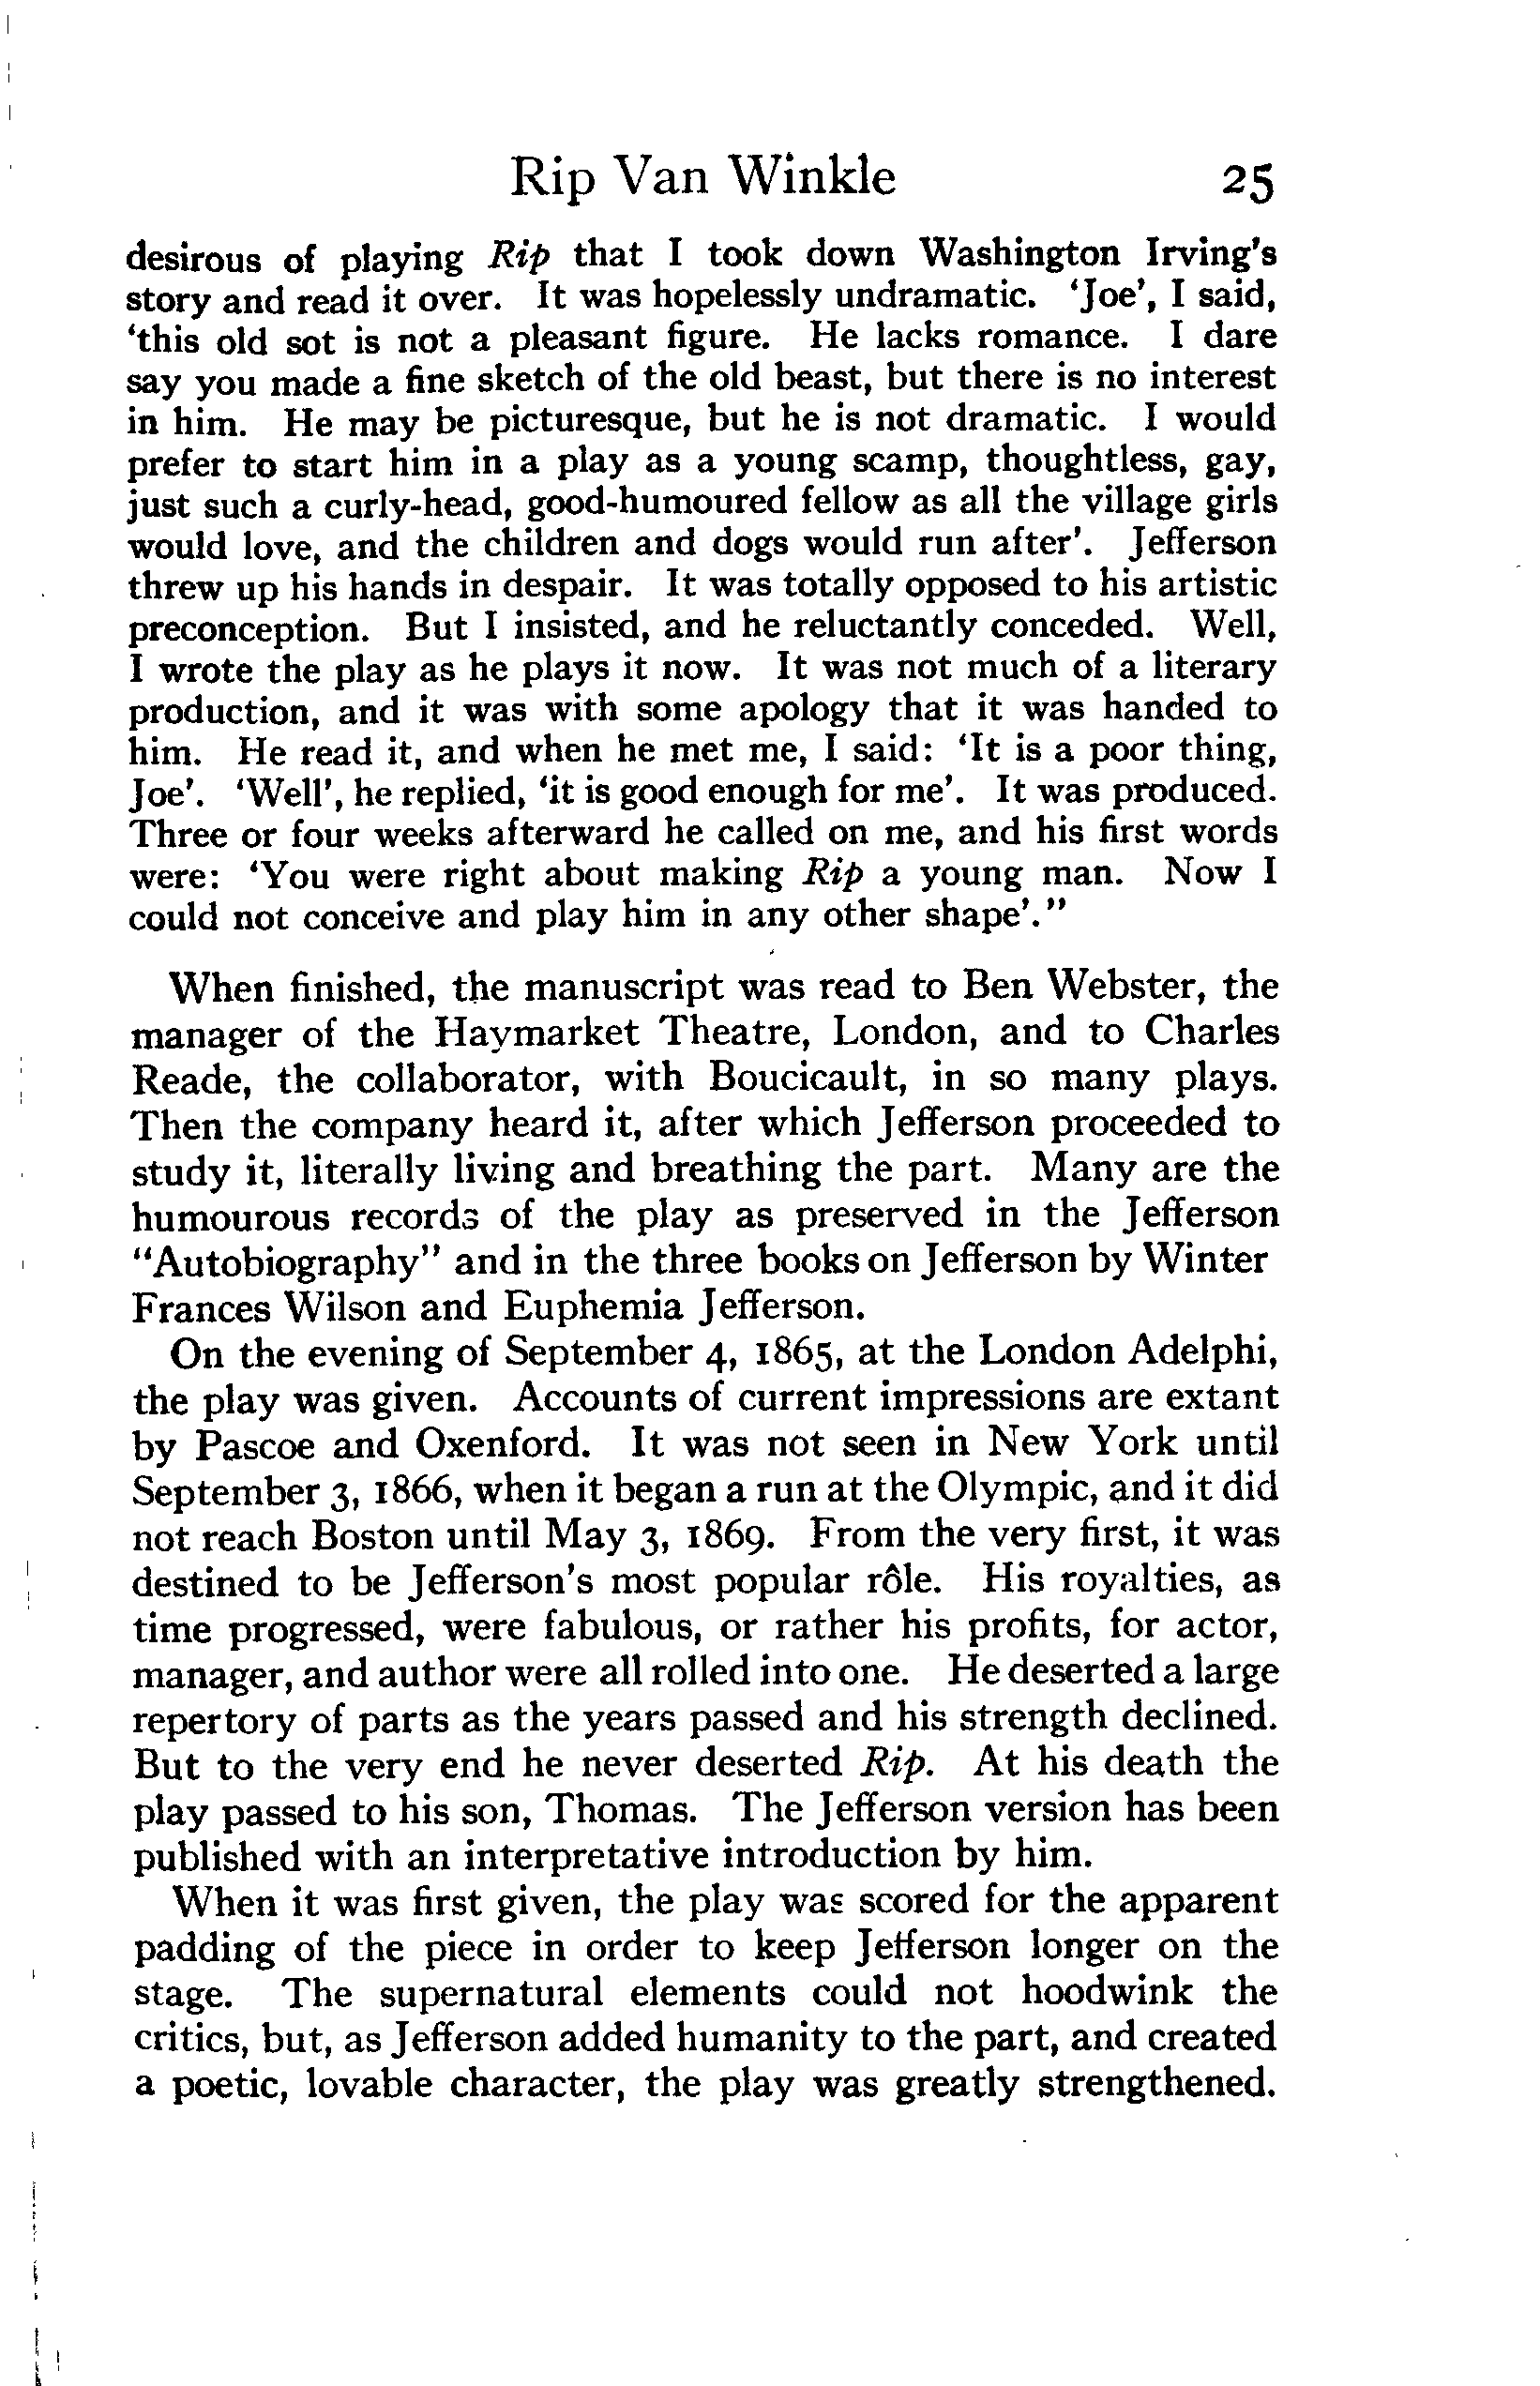 Rip Van Winkle 25
desirous of playing Rip that I took down Washington Irving's
story and read it over. It was hopelessly undramatic. 'Joe', I said,
'this old sot is not a pleasant figure. He lacks romance. I dare
say you made a fine sketch of the old beast, but there is no interest
in him. He may be picturesque, but he is not dramatic. I would
prefer to start him in a play as a young scamp, thoughtless, gay,
just such a curly-head, good-humoured fellow as all the village girls
would love, and the children and dogs would run after'. Jefferson
threw up his hands in despair. It was totally opposed to his artistic
preconception. But I insisted, and he reluctantly conceded. Well,
I wrote the play as he plays it now. It was not much of a literary
production, and it was with some apology that it was handed to
him. He read it, and when he met me, I said: 'It is a poor thing,
Joe'. 'Well', he replied, 'it is good enough for me'. It was produced.
Three or four weeks afterward he called on me, and his first words
were: 'You were right about making Rip a young man. Now I
could not conceive and play him in any other shape'."
When finished, the manuscript was read to Ben Webster, the
manager of the Haymarket Theatre, London, and to Charles
Reade, the collaborator, with Boucicault, in so many plays.
Then the company heard it, after which Jefferson proceeded to
study it, literally living and breathing the part. Many are the
humourous records of the play as preserved in the Jefferson
"Autobiography" and in the three books on Jefferson by Winter
Frances Wilson and Euphemia Jefferson.
On the evening of September 4, 1865, at the London Adelphi,
the play was given. Accounts of current impressions are extant
by Pascoe and Oxenford. It was not seen in New York until
September 3, 1866, when it began a run at the Olympic, and it did
not reach Boston until May 3, 1869. From the very first, it was
destined to be Jefferson's most popular rôle. His royalties, as
time progressed, were fabulous, or rather his profits, for actor,
manager, and author were all rolled into one. He deserted a large
repertory of parts as the years passed and his strength declined.
But to the very end he never deserted Rip. At his death the
play passed to his son, Thomas. The Jefferson version has been
published with an interpretative introduction by him.
When it was first given, the play was scored for the apparent
padding of the piece in order to keep Jefferson longer on the
stage. The supernatural elements could not hoodwink the
critics, but, as Jefferson added humanity to the part, and created
a poetic, lovable character, the play was greatly strengthened.